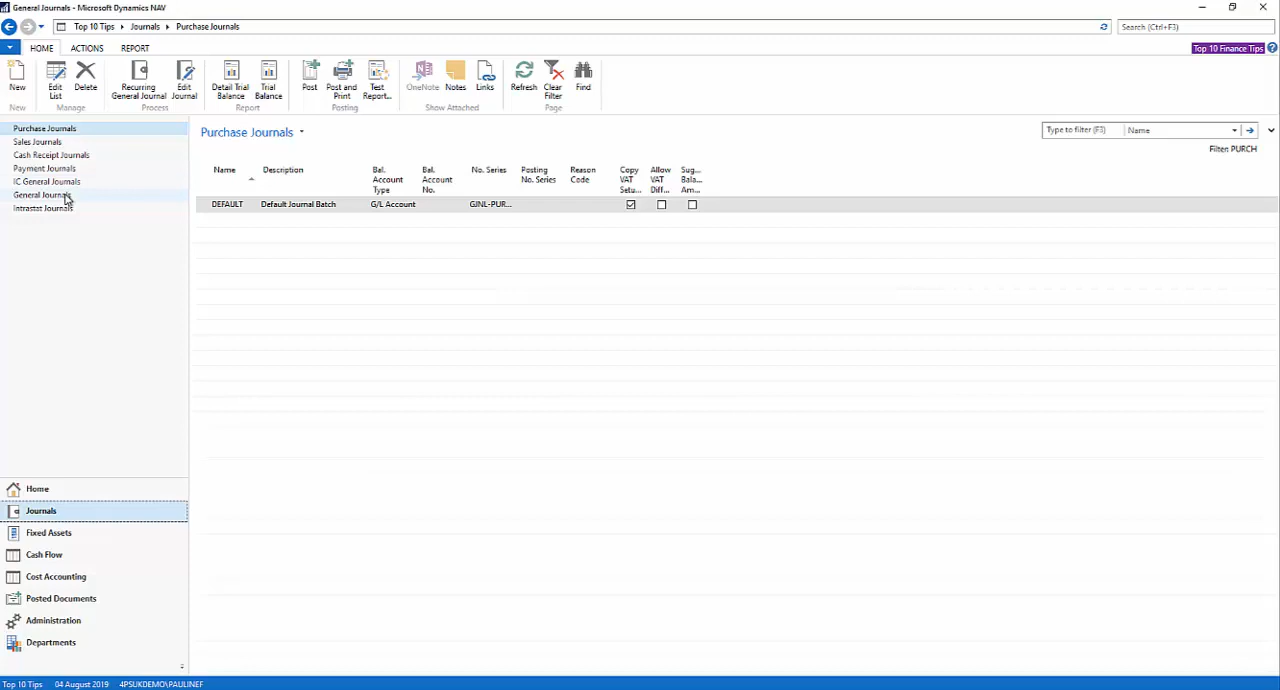 General Journals - Microsoft Dynamics NAV
Top 10 Tips ▸ Journals ▸ Purchase Journals
Search (Ctrl+F3)
HOME ACTIONS REPORT
Top 10 Finance Tips
New
Edit List
Delete
Recurring General Journal
Edit Journal
Detail Trial Balance
Trial Balance
Post
Post and Print
Test Report...
OneNote
Notes
Links
Refresh
Clear Filter
Find
New Manage Process Report Posting Show Attached Page
Purchase Journals
Sales Journals
Cash Receipt Journals
Payment Journals
IC General Journals
General Journals
Intrastat Journals
Purchase Journals
Type to filter (F3) Name
Filter: PURCH
Name
Description
Bal. Account Type
Bal. Account No.
No. Series
Posting No. Series
Reason Code
Copy VAT Setu...
Allow VAT Diff...
Sug... Bala... Am...
DEFAULT Default Journal Batch G/L Account GJNL-PUR...
Home
Journals
Fixed Assets
Cash Flow
Cost Accounting
Posted Documents
Administration
Departments
Top 10 Tips 04 August 2019 4PSUKDEMO\PAULINEF